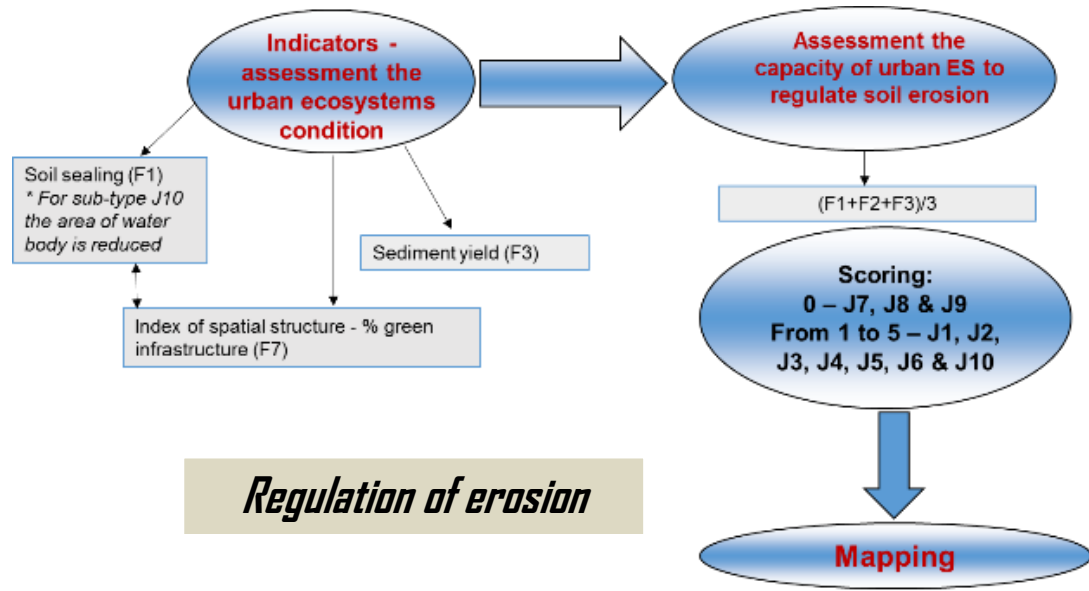 Indicators -
assessment the
urban ecosystems
condition
Assessment the
capacity of urban ES to
regulate soil erosion
Soil sealing (F1)
* For sub-type J10
the area of water
body is reduced
Sediment yield (F3)
Index of spatial structure - % green
infrastructure (F7)
(F1+F2+F3)/3
Scoring:
0 – J7, J8 & J9
From 1 to 5 – J1, J2,
J3, J4, J5, J6 & J10
Regulation of erosion
Mapping